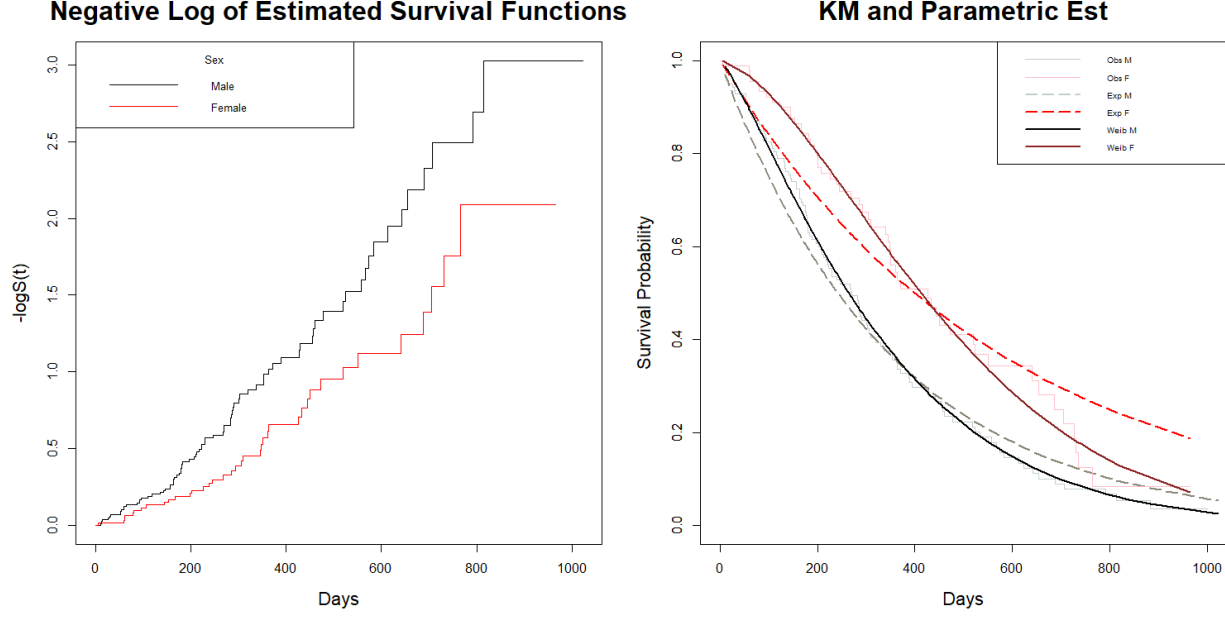 Negative Log of Estimated Survival Functions
-logS(t)
3.0
2.5
2.0
1.5
1.0
0.5
0.0
Sex
Male
Female
0 200 400 600 800 1000
Days
KM and Parametric Est
Survival Probability
1.0
0.8
0.6
0.4
0.2
0.0
Obs M
Obs F
Exp M
Exp F
Weib M
Weib F
0 200 400 600 800 1000
Days